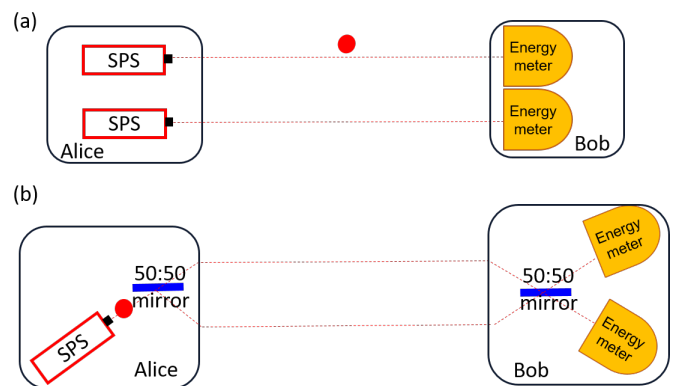 (a)
SPS
Energy
meter
SPS
Energy
meter
Alice
Bob
(b)
50:50
mirror
SPS
Alice
50:50
mirror
Energy
meter
Energy
meter
Bob